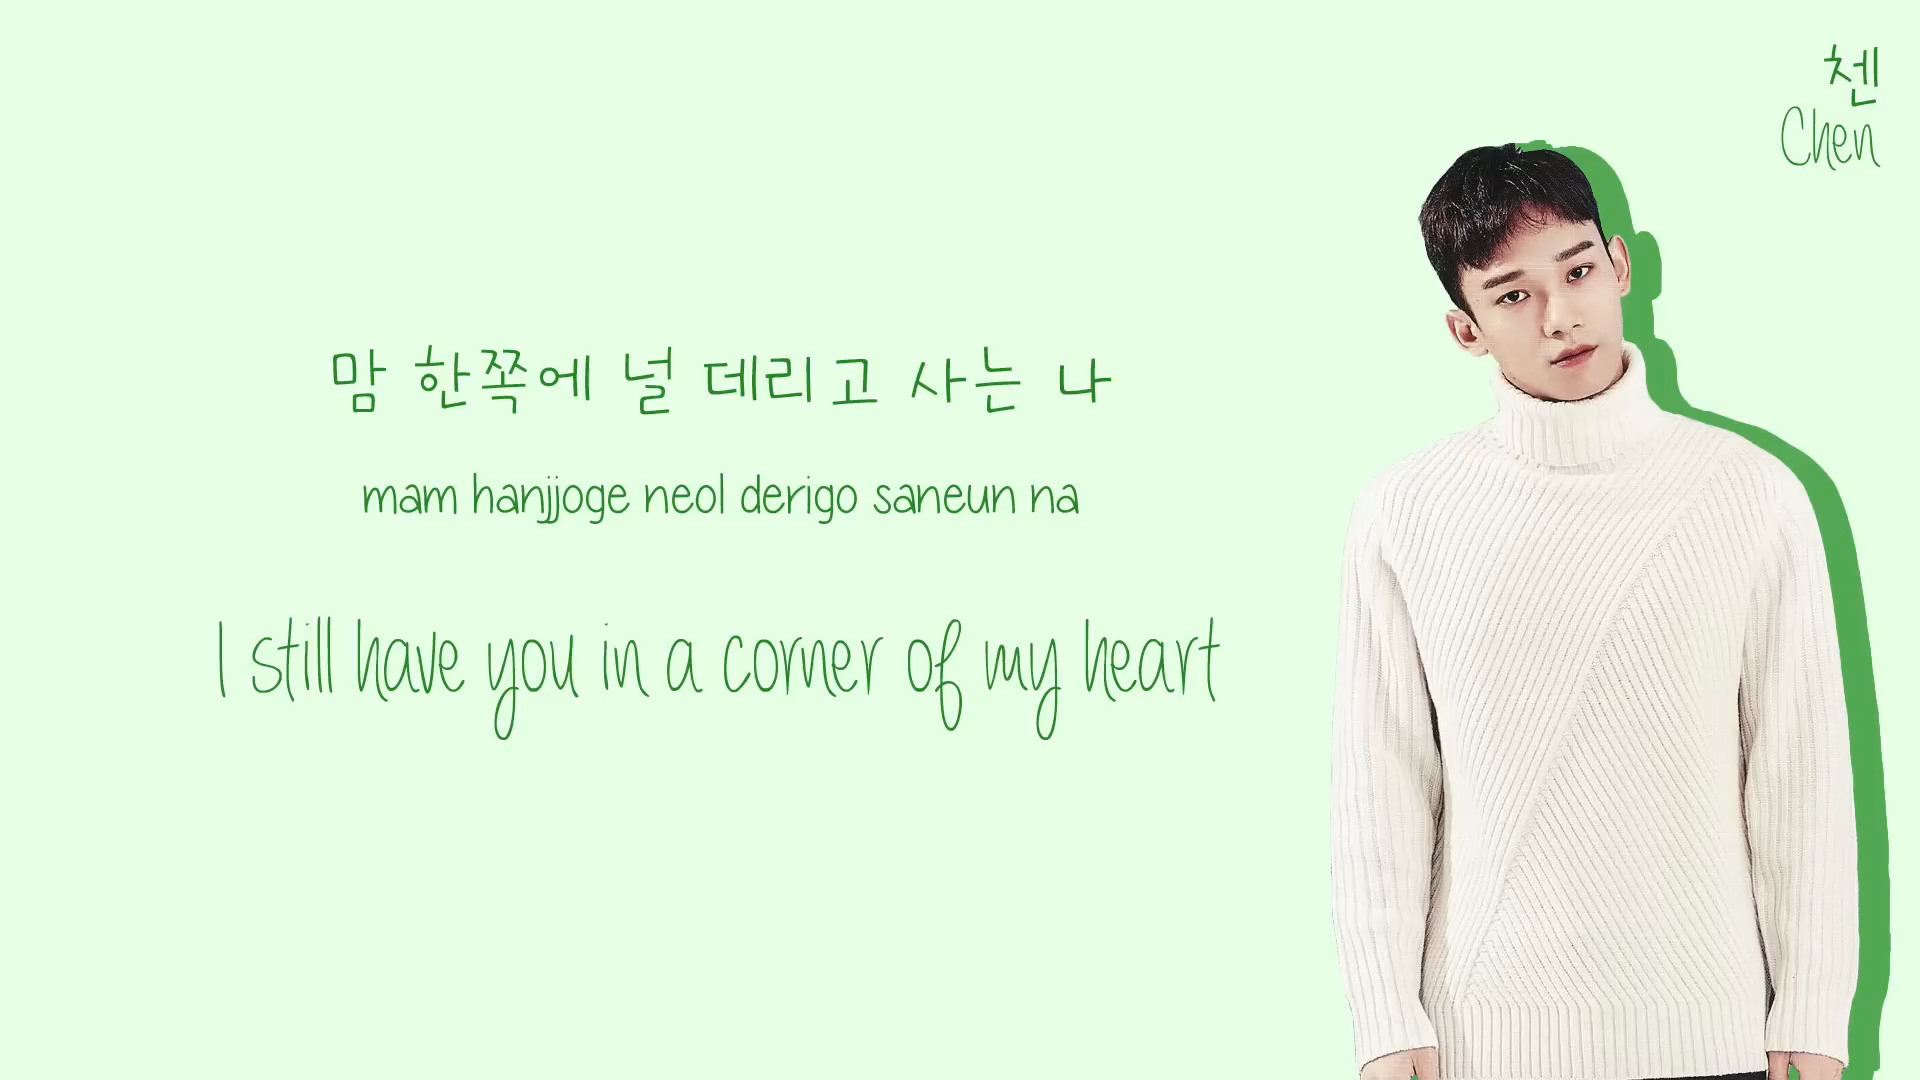 첸
Chen
맘 한쪽에 널 데리고 사는 나
mam hanjjoge neol derigo saneun na
I still have you in a corner of my heart